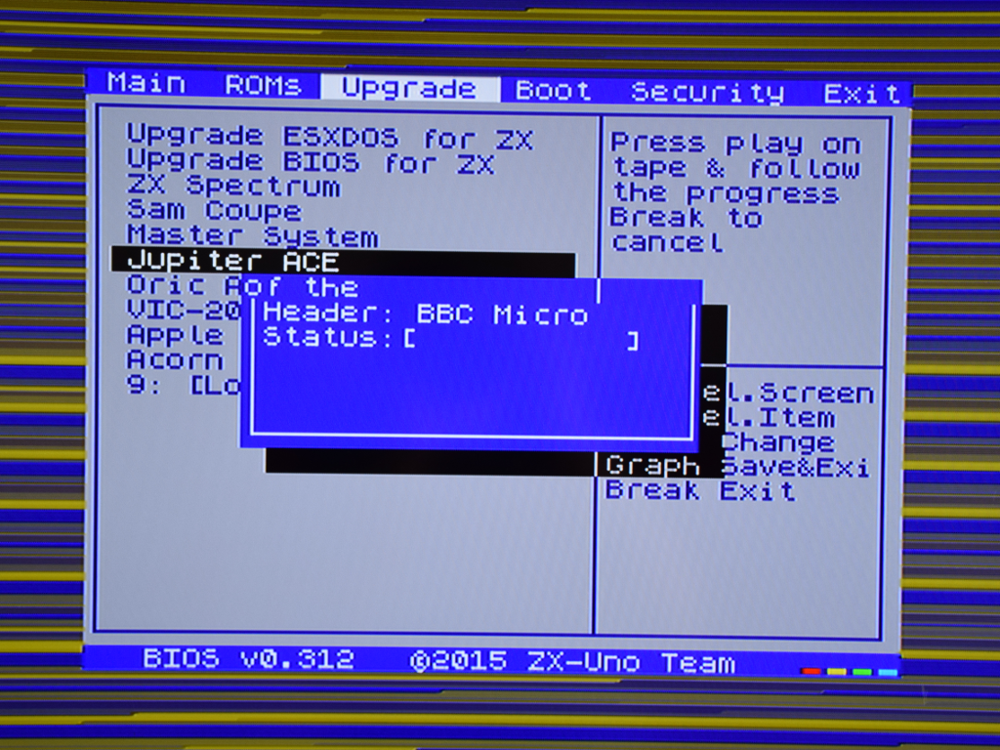 Main ROMs Upgrade Boot Security Exit
Upgrade ESXDOS for ZX
Upgrade BIOS for ZX
ZX Spectrum
Sam Coupe
Master System
Jupiter ACE
Oric A
VIC-20
Apple
Acorn
9: [Lo
of the
Header: BBC Micro
Status:[ ]
Press play on
tape & follow
the progress
Break to
cancel
el.Screen
el.Item
Change
Graph Save&Exi
Break Exit
BIOS v0.312 ©2015 ZX-Uno Team